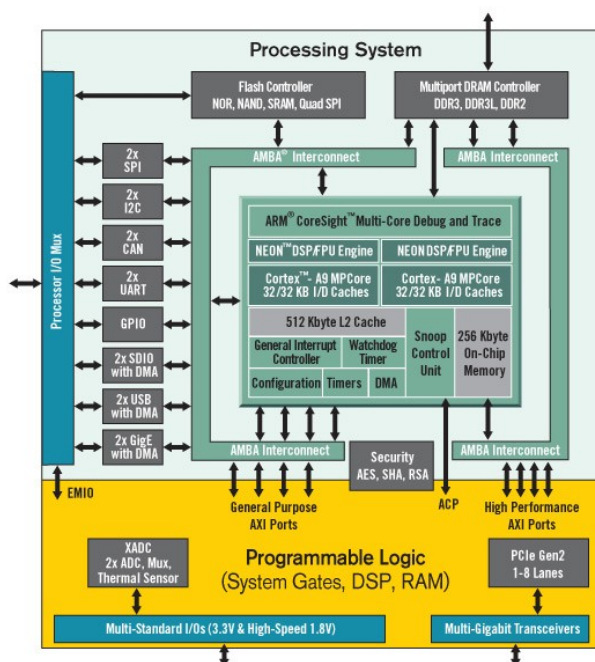 Processing System
Flash Controller
NOR, NAND, SRAM, Quad SPI
Multiport DRAM Controller
DDR3, DDR3L, DDR2
Processor I/O Mux
2x
SPI
2x
I2C
2x
CAN
2x
UART
GPIO
2x SDIO
with DMA
2x USB
with DMA
2x GigE
with DMA
AMBA® Interconnect
AMBA Interconnect
ARM® CoreSight™ Multi-Core Debug and Trace
NEON™ DSP/FPU Engine
NEON DSP/FPU Engine
Cortex™- A9 MPCore
32/32 KB I/D Caches
Cortex- A9 MPCore
32/32 KB I/D Caches
512 Kbyte L2 Cache
General Interrupt
Controller
Watchdog
Timer
Configuration
Timers
DMA
Snoop
Control
Unit
256 Kbyte
On-Chip
Memory
AMBA Interconnect
Security
AES, SHA, RSA
AMBA Interconnect
EMIO
General Purpose
AXI Ports
ACP
High Performance
AXI Ports
XADC
2x ADC, Mux,
Thermal Sensor
Programmable Logic
(System Gates, DSP, RAM)
PCIe Gen2
1-8 Lanes
Multi-Standard I/Os (3.3V & High-Speed 1.8V)
Multi-Gigabit Transceivers